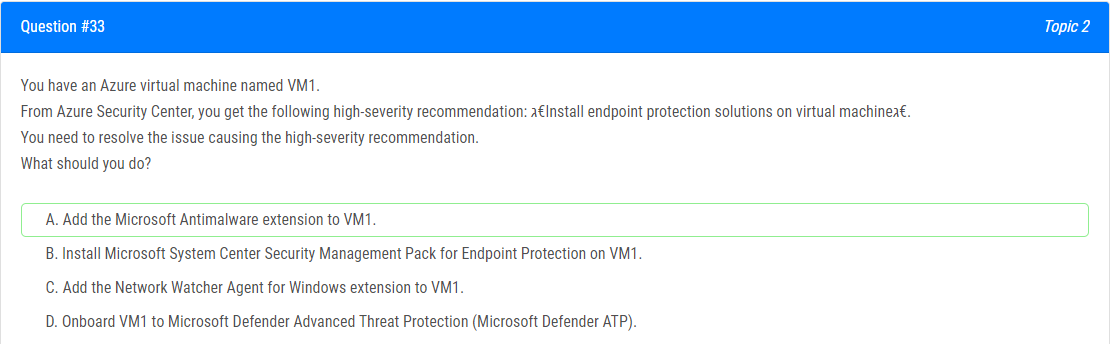 Question #33
Topic 2
You have an Azure virtual machine named VM1.
From Azure Security Center, you get the following high-severity recommendation: ג€Install endpoint protection solutions on virtual machineג€.
You need to resolve the issue causing the high-severity recommendation.
What should you do?
A. Add the Microsoft Antimalware extension to VM1.
B. Install Microsoft System Center Security Management Pack for Endpoint Protection on VM1.
C. Add the Network Watcher Agent for Windows extension to VM1.
D. Onboard VM1 to Microsoft Defender Advanced Threat Protection (Microsoft Defender ATP).